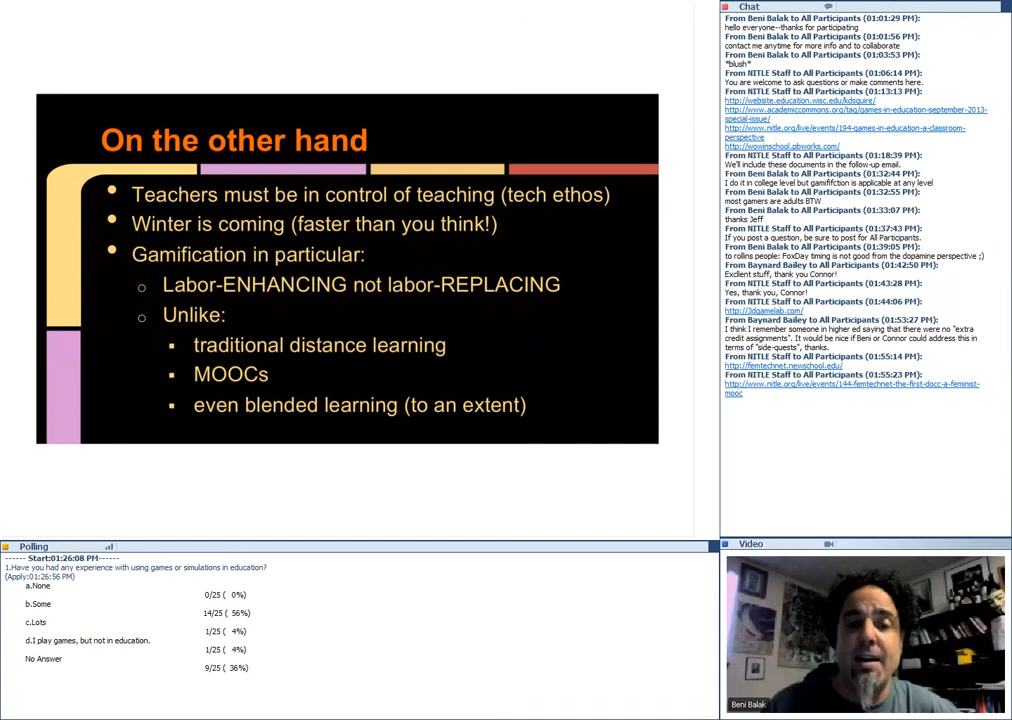 On the other hand
• Teachers must be in control of teaching (tech ethos)
• Winter is coming (faster than you think!)
• Gamification in particular:
o Labor-ENHANCING not labor-REPLACING
o Unlike:
▪ traditional distance learning
▪ MOOCs
▪ even blended learning (to an extent)
Polling
------ Start:01:26:08 PM------
1.Have you had any experience with using games or simulations in education?
(Apply:01:26:56 PM)
a.None
0/25 ( 0%)
b.Some
14/25 ( 56%)
c.Lots
1/25 ( 4%)
d.I play games, but not in education.
1/25 ( 4%)
No Answer
9/25 ( 36%)
Chat
From Beni Balak to All Participants (01:01:29 PM):
hello everyone--thanks for participating
From Beni Balak to All Participants (01:01:56 PM):
contact me anytime for more info and to collaborate
From Beni Balak to All Participants (01:03:53 PM):
*blush*
From NITLE Staff to All Participants (01:06:14 PM):
You are welcome to ask questions or make comments here.
From NITLE Staff to All Participants (01:13:13 PM):
http://website.education.wisc.edu/kdsquire/
http://www.academiccommons.org/tag/games-in-education-september-2013-
special-issue/
http://www.nitle.org/live/events/194-games-in-education-a-classroom-
perspective
http://wowinschool.pbworks.com/
From NITLE Staff to All Participants (01:18:39 PM):
We'll include these documents in the follow-up email.
From Beni Balak to All Participants (01:32:44 PM):
I do it in college level but gamififction is applicable at any level
From Beni Balak to All Participants (01:32:55 PM):
most gamers are adults BTW
From Beni Balak to All Participants (01:33:07 PM):
thanks Jeff
From NITLE Staff to All Participants (01:37:43 PM):
If you post a question, be sure to post for All Participants.
From Beni Balak to All Participants (01:39:05 PM):
to rollins people: FoxDay timing is not good from the dopamine perspective ;)
From Baynard Bailey to All Participants (01:42:50 PM):
Excllent stuff, thank you Connor!
From NITLE Staff to All Participants (01:43:28 PM):
Yes, thank you, Connor!
From NITLE Staff to All Participants (01:44:06 PM):
http://3dgamelab.com/
From Baynard Bailey to All Participants (01:53:27 PM):
I think I remember someone in higher ed saying that there were no "extra
credit assignments". It would be nice if Beni or Connor could address this in
terms of "side-quests", thanks.
From NITLE Staff to All Participants (01:55:14 PM):
http://femtechnet.newschool.edu/
From NITLE Staff to All Participants (01:55:23 PM):
http://www.nitle.org/live/events/144-femtechnet-the-first-docc-a-feminist-
mooc
Video
Beni Balak